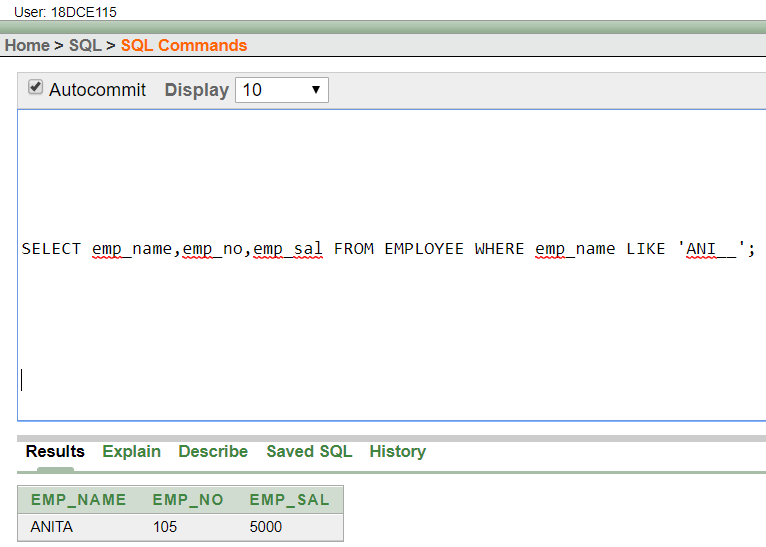 User: 18DCE115
Home > SQL > SQL Commands
Autocommit Display 10
SELECT emp_name,emp_no,emp_sal FROM EMPLOYEE WHERE emp_name LIKE 'ANI__';
Results Explain Describe Saved SQL History
EMP_NAME EMP_NO EMP_SAL
ANITA 105 5000